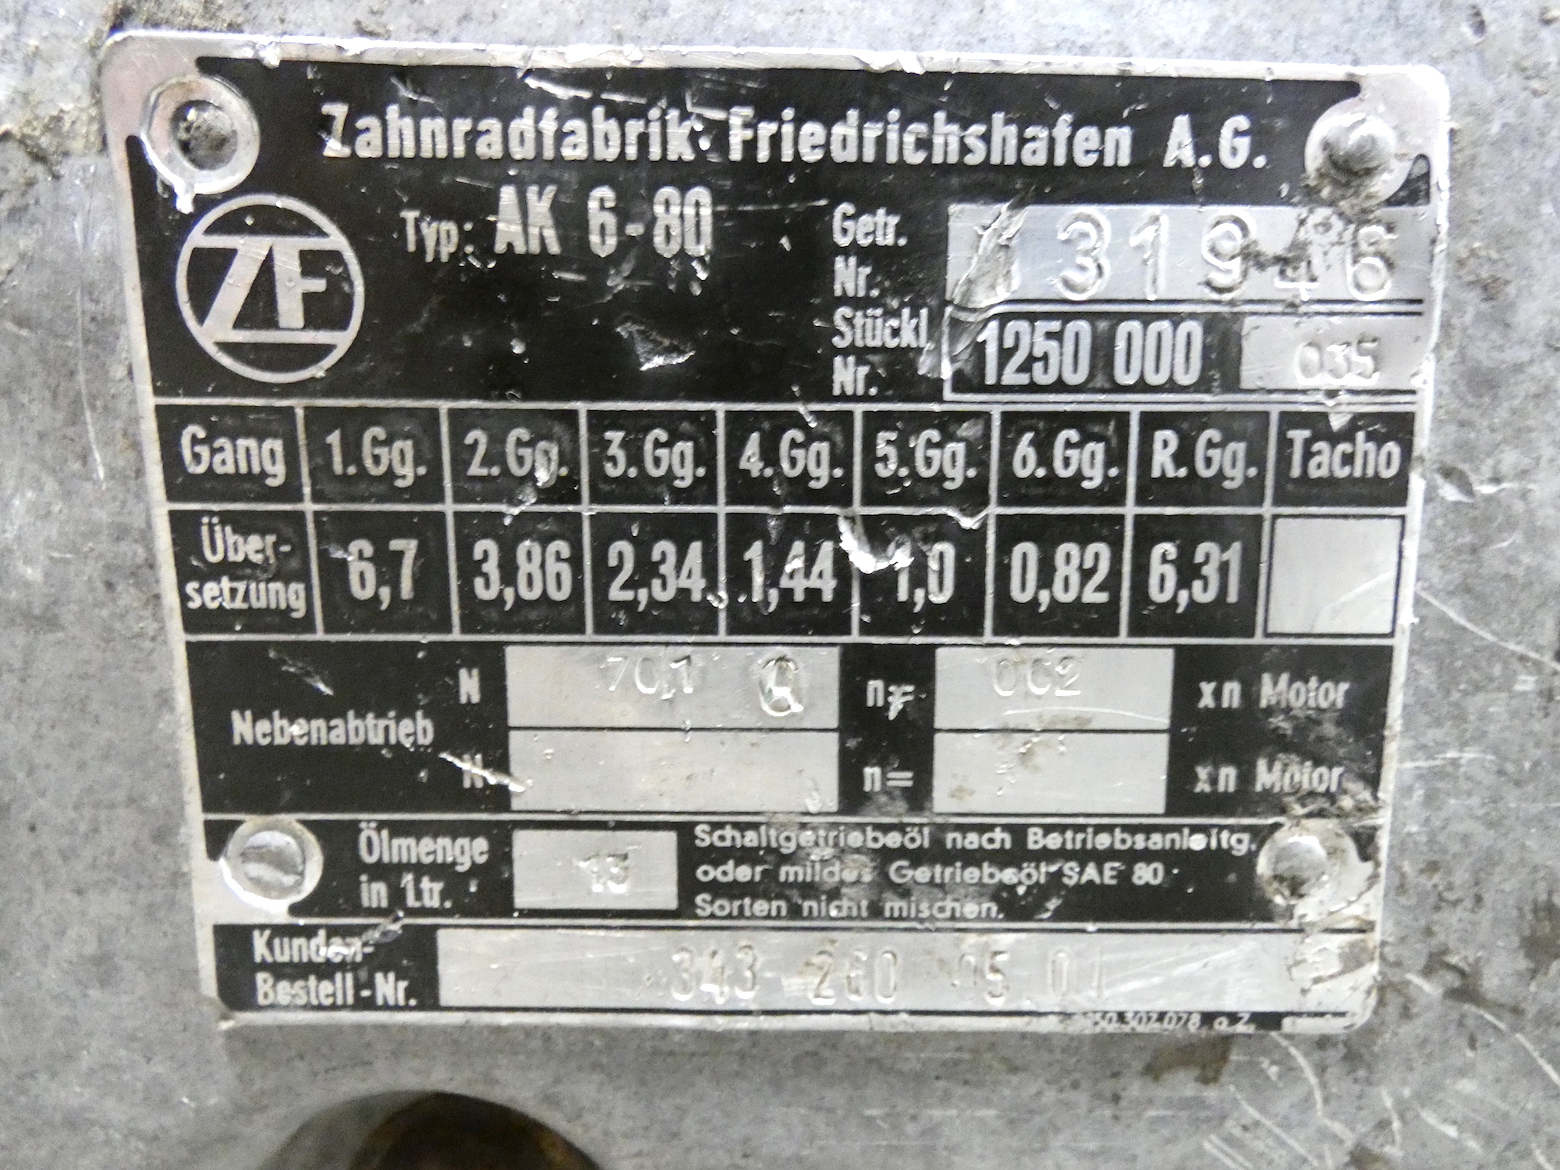 Zahnradfabrik Friedrichshafen A.G.
ZF
Typ: AK 6-80
Getr. Nr. 31946
Stückl. Nr. 1250 000 035
Gang 1.Gg. 2.Gg. 3.Gg. 4.Gg. 5.Gg. 6.Gg. R.Gg. Tacho
Über-
setzung 6,7 3,86 2,34 1,44 1,0 0,82 6,31
Nebenabtrieb
N n= x n Motor
N n= x n Motor
Ölmenge
in Ltr.
Schaltgetriebeöl nach Betriebsanleitg.
oder mildes Getriebeöl SAE 80
Sorten nicht mischen.
Kunden-
Bestell-Nr. 343 260 05 01